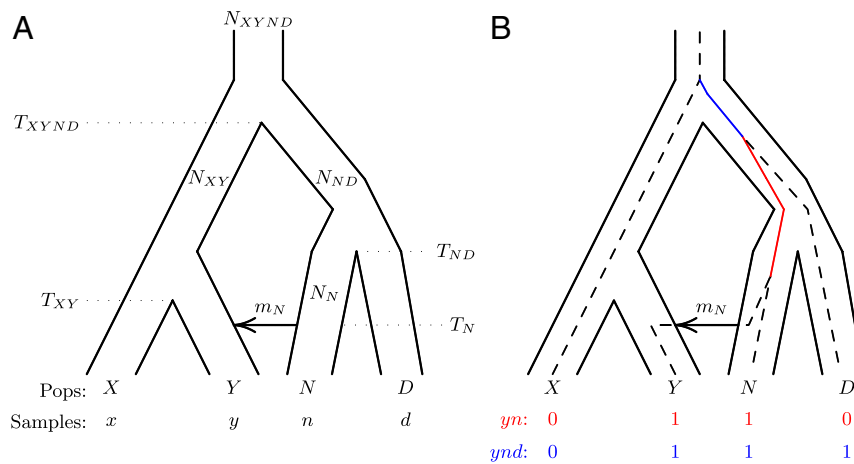 A
N_{XYND}
T_{XYND}
N_{XY} N_{ND}
T_{ND}
T_{XY} N_N m_N
T_N
Pops: X Y N D
Samples: x y n d
B
m_N
X Y N D
yn: 0 1 1 0
ynd: 0 1 1 1